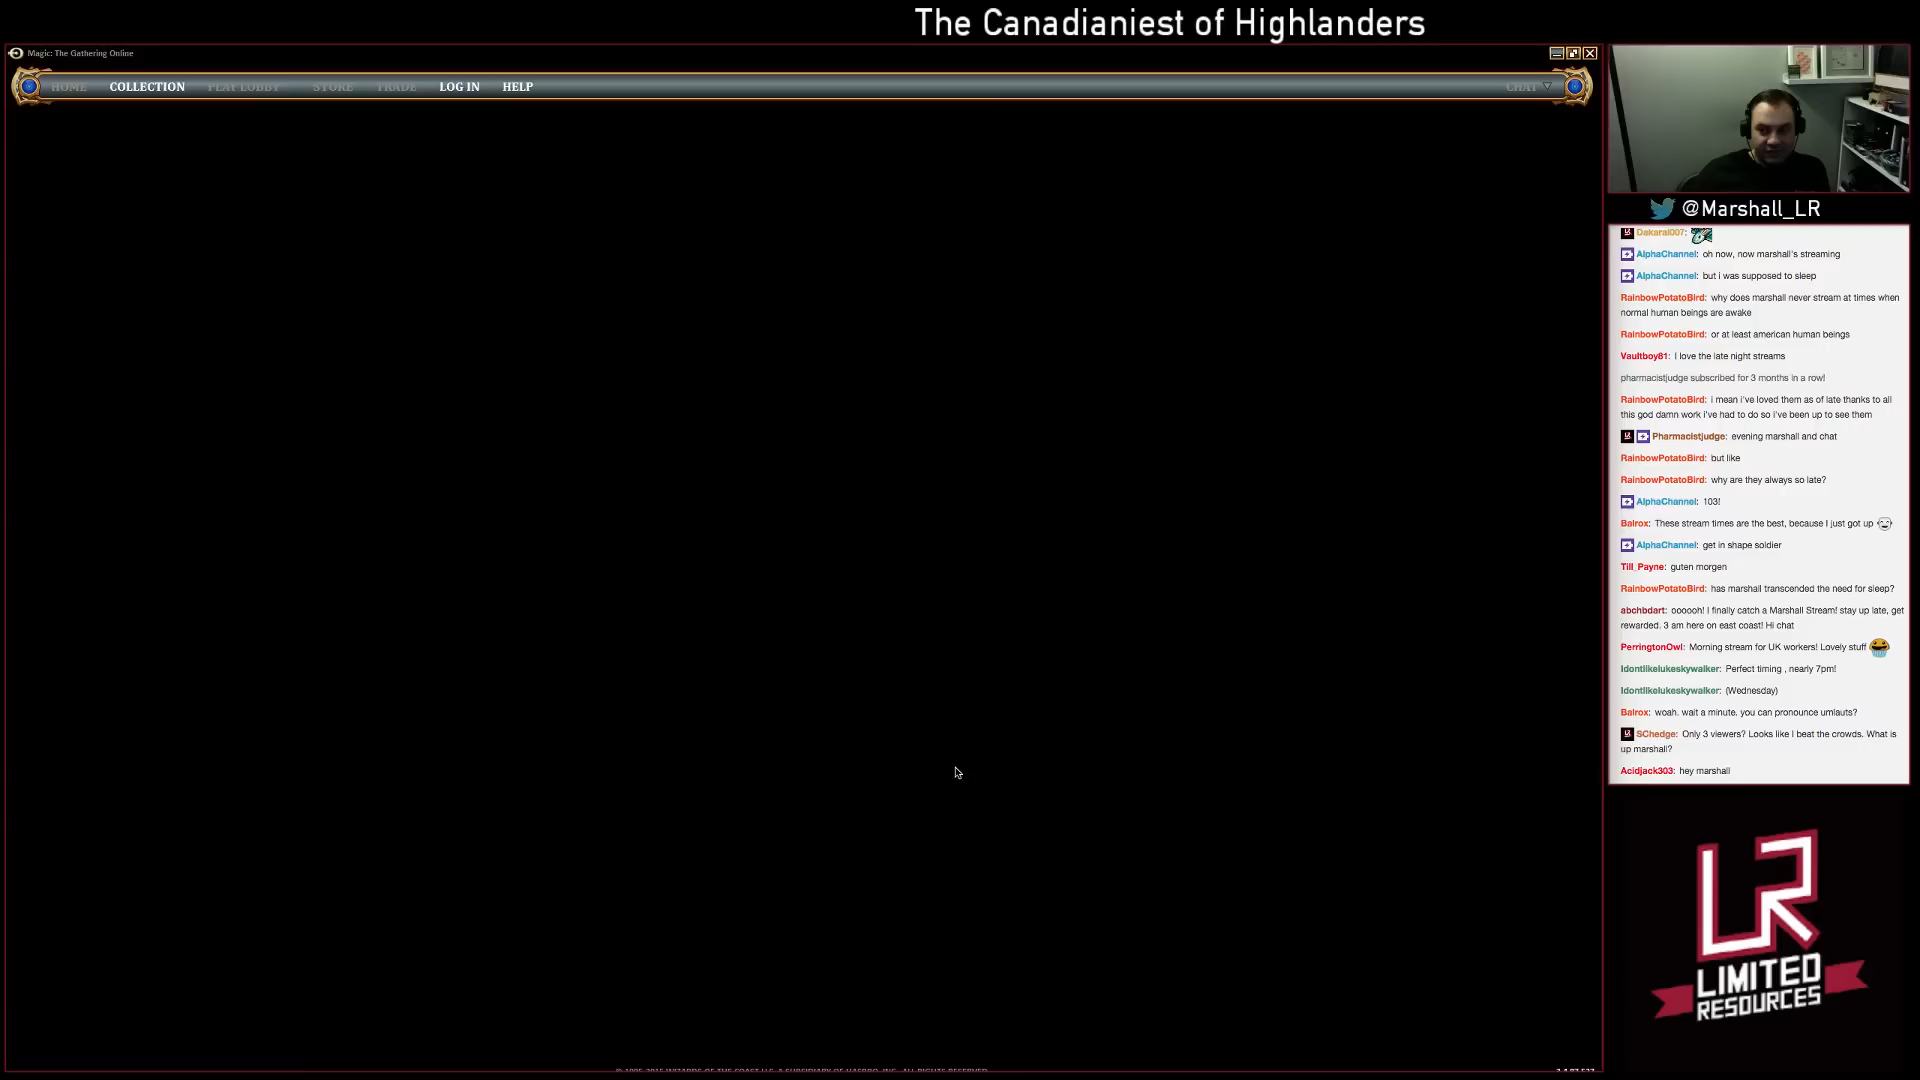 The Canadianiest of Highlanders
Magic: The Gathering Online
HOME COLLECTION PLAY LOBBY STORE TRADE LOG IN HELP CHAT
@Marshall_LR
Dakarai007:
AlphaChannel: oh now, now marshall's streaming
AlphaChannel: but i was supposed to sleep
RainbowPotatoBird: why does marshall never stream at times when
normal human beings are awake
RainbowPotatoBird: or at least american human beings
Vaultboy81: I love the late night streams
pharmacistjudge subscribed for 3 months in a row!
RainbowPotatoBird: i mean i've loved them as of late thanks to all
this god damn work i've had to do so i've been up to see them
Pharmacistjudge: evening marshall and chat
RainbowPotatoBird: but like
RainbowPotatoBird: why are they always so late?
AlphaChannel: 103!
Balrox: These stream times are the best, because I just got up
AlphaChannel: get in shape soldier
Till_Payne: guten morgen
RainbowPotatoBird: has marshall transcended the need for sleep?
abchbdart: oooooh! I finally catch a Marshall Stream! stay up late, get
rewarded. 3 am here on east coast! Hi chat
PerringtonOwl: Morning stream for UK workers! Lovely stuff
Idontlikelukeskywalker: Perfect timing , nearly 7pm!
Idontlikelukeskywalker: (Wednesday)
Balrox: woah. wait a minute. you can pronounce umlauts?
SChedge: Only 3 viewers? Looks like I beat the crowds. What is
up marshall?
Acidjack303: hey marshall
LR
LIMITED
RESOURCES